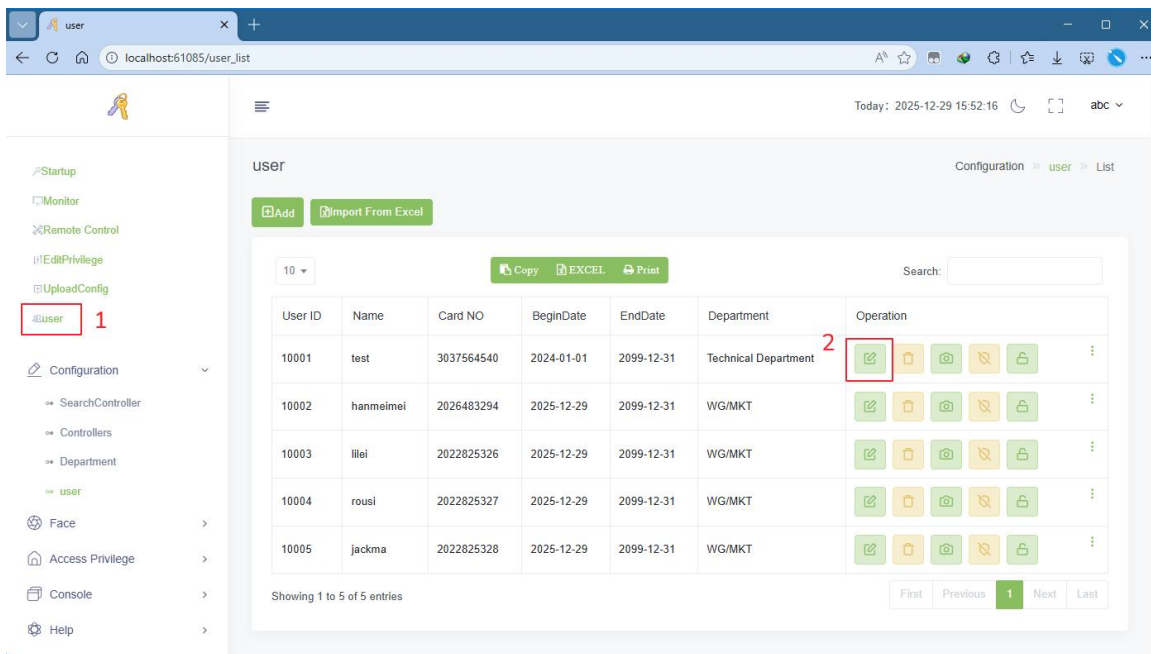 user
localhost:61085/user_list
Today: 2025-12-29 15:52:16 abc
Startup
Monitor
Remote Control
EditPrivilege
UploadConfig
user 1
Configuration
SearchController
Controllers
Department
user
Face
Access Privilege
Console
Help
user
Configuration » user » List
Add Import From Excel
10 Copy EXCEL Print Search:
User ID Name Card NO BeginDate EndDate Department Operation
2
10001 test 3037564540 2024-01-01 2099-12-31 Technical Department
10002 hanmeimei 2026483294 2025-12-29 2099-12-31 WG/MKT
10003 lilei 2022825326 2025-12-29 2099-12-31 WG/MKT
10004 rousi 2022825327 2025-12-29 2099-12-31 WG/MKT
10005 jackma 2022825328 2025-12-29 2099-12-31 WG/MKT
Showing 1 to 5 of 5 entries
First Previous 1 Next Last